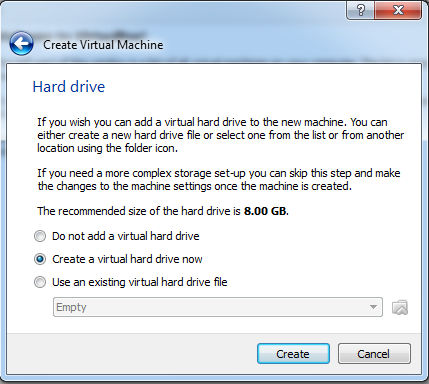 Create Virtual Machine
Hard drive
If you wish you can add a virtual hard drive to the new machine. You can
either create a new hard drive file or select one from the list or from another
location using the folder icon.
If you need a more complex storage set-up you can skip this step and make
the changes to the machine settings once the machine is created.
The recommended size of the hard drive is 8.00 GB.
Do not add a virtual hard drive
Create a virtual hard drive now
Use an existing virtual hard drive file
Empty
Create
Cancel